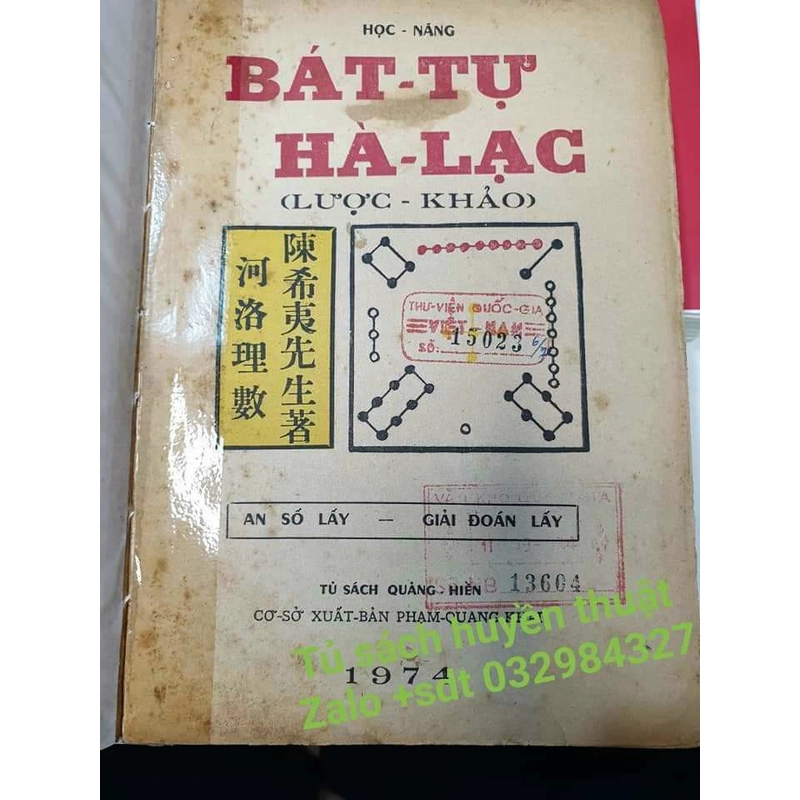 HỌC - NĂNG
BÁT-TỰ
HÀ-LẠC
(LƯỢC - KHẢO)
陳希夷先生著
河洛理數
THƯ-VIỆN QUỐC-GIA
VIỆT-NAM
SỐ: 15023
AN SỐ LẤY — GIẢI ĐOÁN LẤY
13604
TỦ SÁCH QUẢNG-HIỀN
CƠ-SỞ XUẤT-BẢN PHẠM-QUANG-KHAI
1974
Tủ sách huyền thuật
Zalo +sdt 032984327